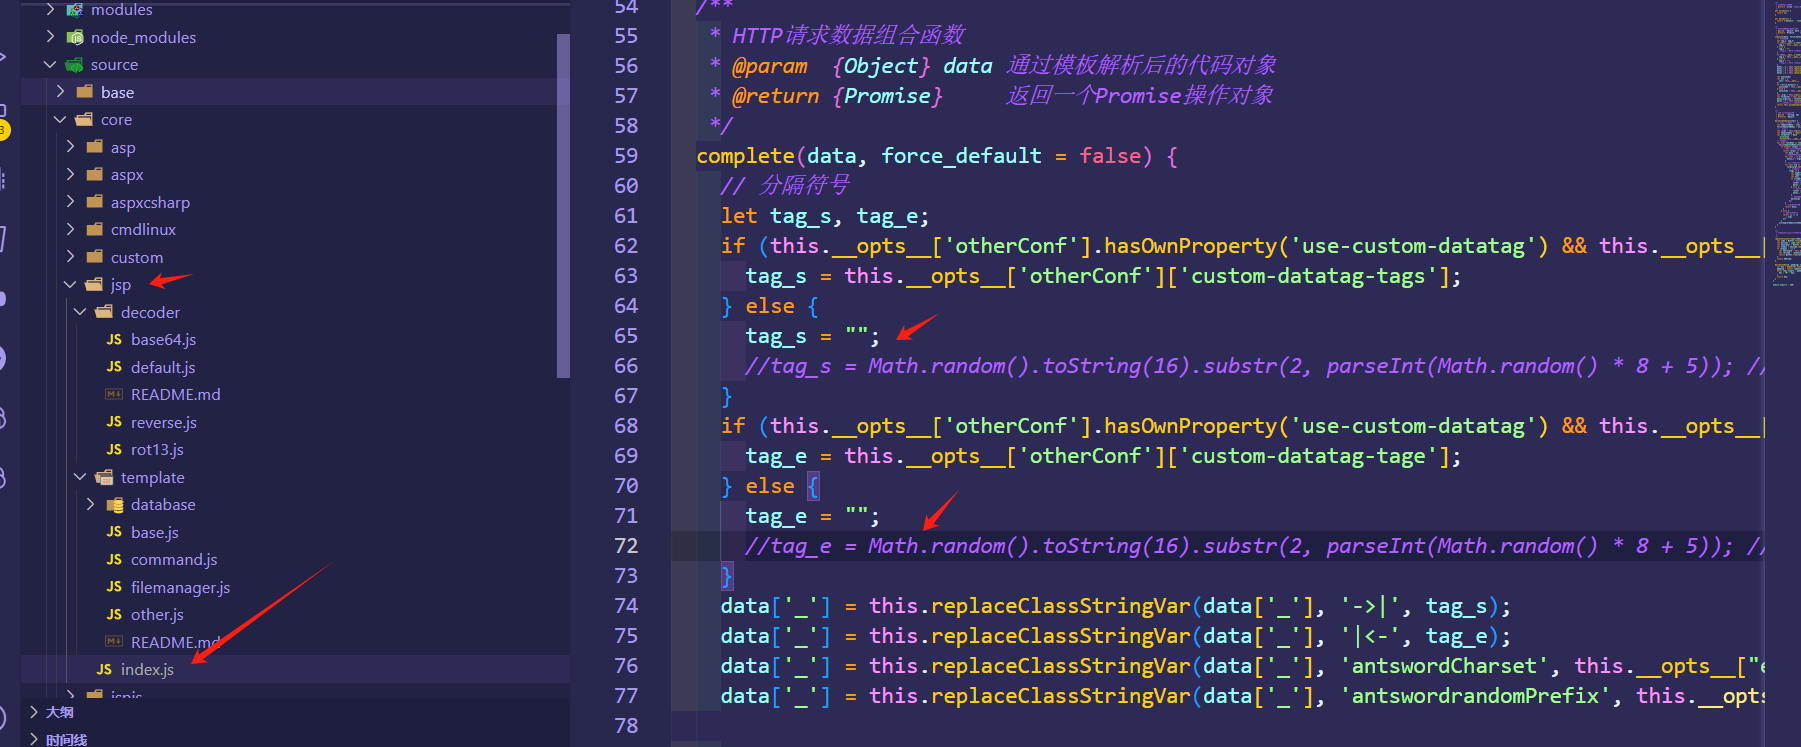 modules
node_modules
source
base
core
asp
aspx
aspxcsharp
cmdlinux
custom
jsp
decoder
JS base64.js
JS default.js
README.md
JS reverse.js
JS rot13.js
template
database
JS base.js
JS command.js
JS filemanager.js
JS other.js
README.md
JS index.js
jspjs
大纲
时间线
54 /**
55 * HTTP请求数据组合函数
56 * @param {Object} data 通过模板解析后的代码对象
57 * @return {Promise} 返回一个Promise操作对象
58 */
59 complete(data, force_default = false) {
60 // 分隔符号
61 let tag_s, tag_e;
62 if (this.__opts__['otherConf'].hasOwnProperty('use-custom-datatag') && this.__opts__[
63 tag_s = this.__opts__['otherConf']['custom-datatag-tags'];
64 } else {
65 tag_s = "";
66 //tag_s = Math.random().toString(16).substr(2, parseInt(Math.random() * 8 + 5)); //
67 }
68 if (this.__opts__['otherConf'].hasOwnProperty('use-custom-datatag') && this.__opts__[
69 tag_e = this.__opts__['otherConf']['custom-datatag-tage'];
70 } else {
71 tag_e = "";
72 //tag_e = Math.random().toString(16).substr(2, parseInt(Math.random() * 8 + 5)); //
73 }
74 data['_'] = this.replaceClassStringVar(data['_'], '->|', tag_s);
75 data['_'] = this.replaceClassStringVar(data['_'], '|<-', tag_e);
76 data['_'] = this.replaceClassStringVar(data['_'], 'antswordCharset', this.__opts__["e
77 data['_'] = this.replaceClassStringVar(data['_'], 'antswordrandomPrefix', this.__opts
78